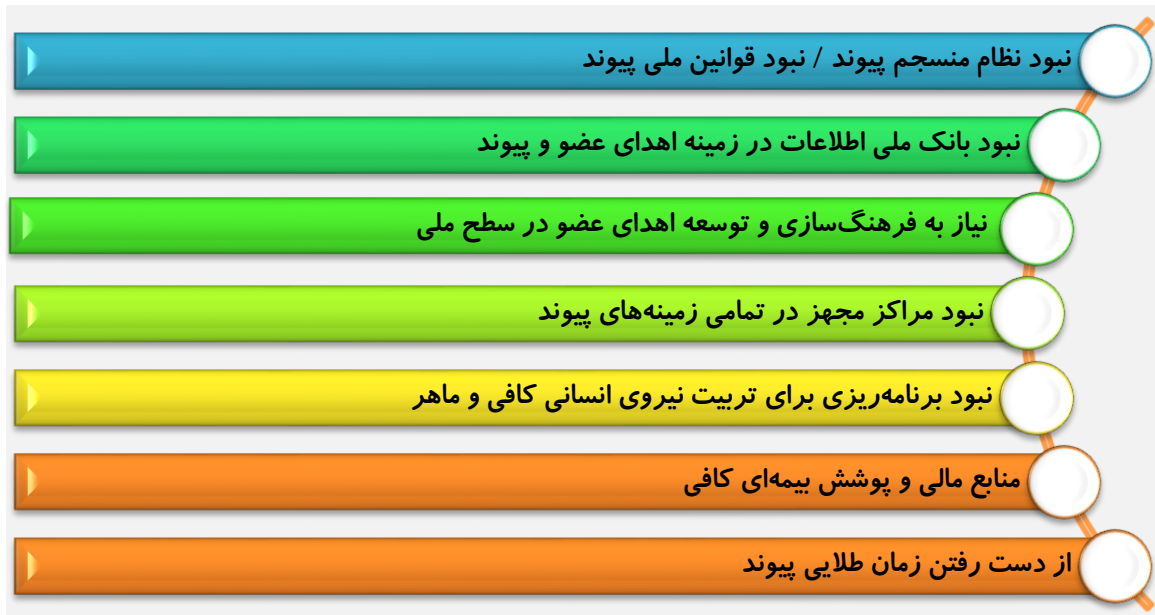 نبود نظام منسجم پیوند / نبود قوانین ملی پیوند
نبود بانک ملی اطلاعات در زمینه اهدای عضو و پیوند
نیاز به فرهنگ‌سازی و توسعه اهدای عضو در سطح ملی
نبود مراکز مجهز در تمامی زمینه‌های پیوند
نبود برنامه‌ریزی برای تربیت نیروی انسانی کافی و ماهر
منابع مالی و پوشش بیمه‌ای کافی
از دست رفتن زمان طلایی پیوند